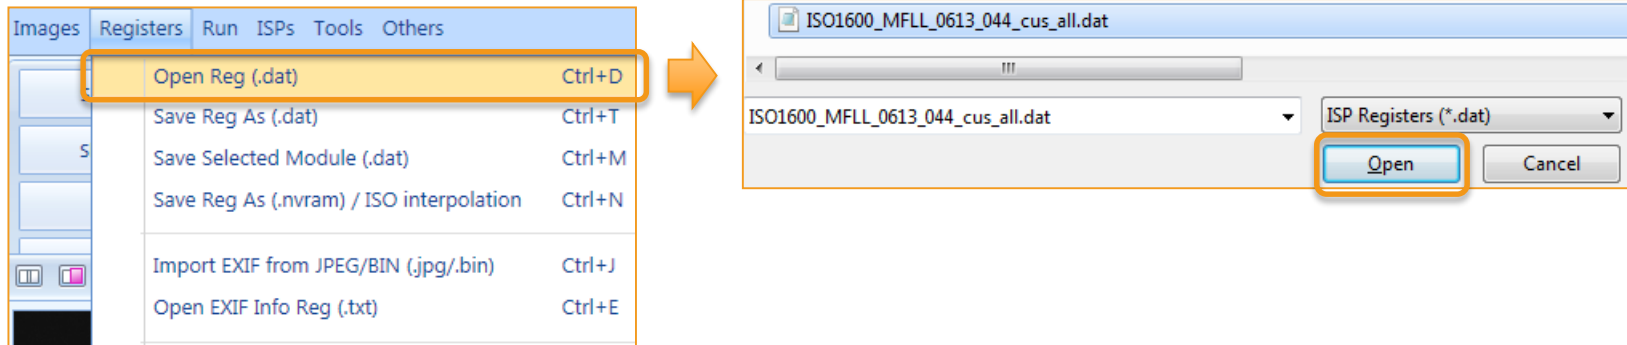 Images Registers Run ISPs Tools Others
Open Reg (.dat) Ctrl+D
Save Reg As (.dat) Ctrl+T
Save Selected Module (.dat) Ctrl+M
Save Reg As (.nvram) / ISO interpolation Ctrl+N
Import EXIF from JPEG/BIN (.jpg/.bin) Ctrl+J
Open EXIF Info Reg (.txt) Ctrl+E
ISO1600_MFLL_0613_044_cus_all.dat
ISO1600_MFLL_0613_044_cus_all.dat ISP Registers (*.dat)
Open Cancel